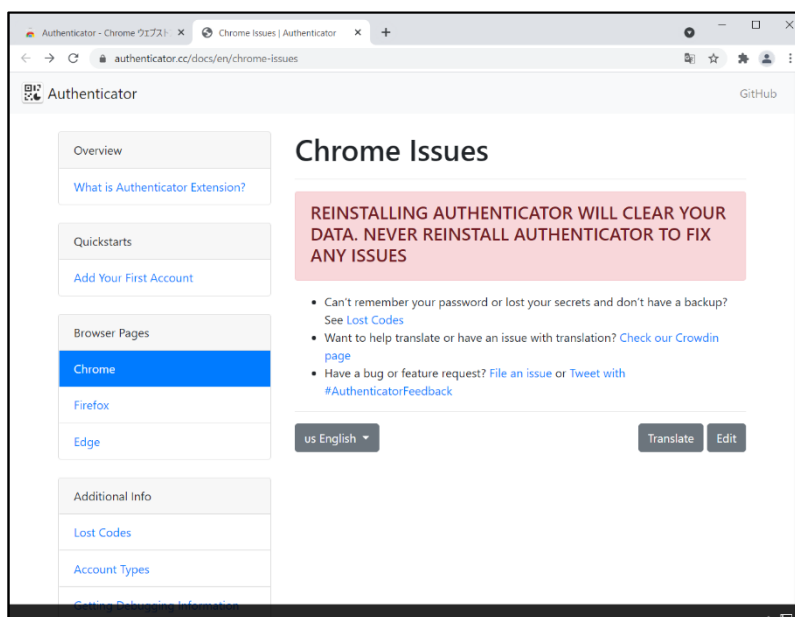 Authenticator - Chrome ウェブスト
Chrome Issues | Authenticator
authenticator.cc/docs/en/chrome-issues
Authenticator
GitHub
Overview
What is Authenticator Extension?
Quickstarts
Add Your First Account
Browser Pages
Chrome
Firefox
Edge
Additional Info
Lost Codes
Account Types
Getting Debugging Information
Chrome Issues
REINSTALLING AUTHENTICATOR WILL CLEAR YOUR
DATA. NEVER REINSTALL AUTHENTICATOR TO FIX
ANY ISSUES
• Can't remember your password or lost your secrets and don't have a backup?
See Lost Codes
• Want to help translate or have an issue with translation? Check our Crowdin
page
• Have a bug or feature request? File an issue or Tweet with
#AuthenticatorFeedback
us English
Translate
Edit